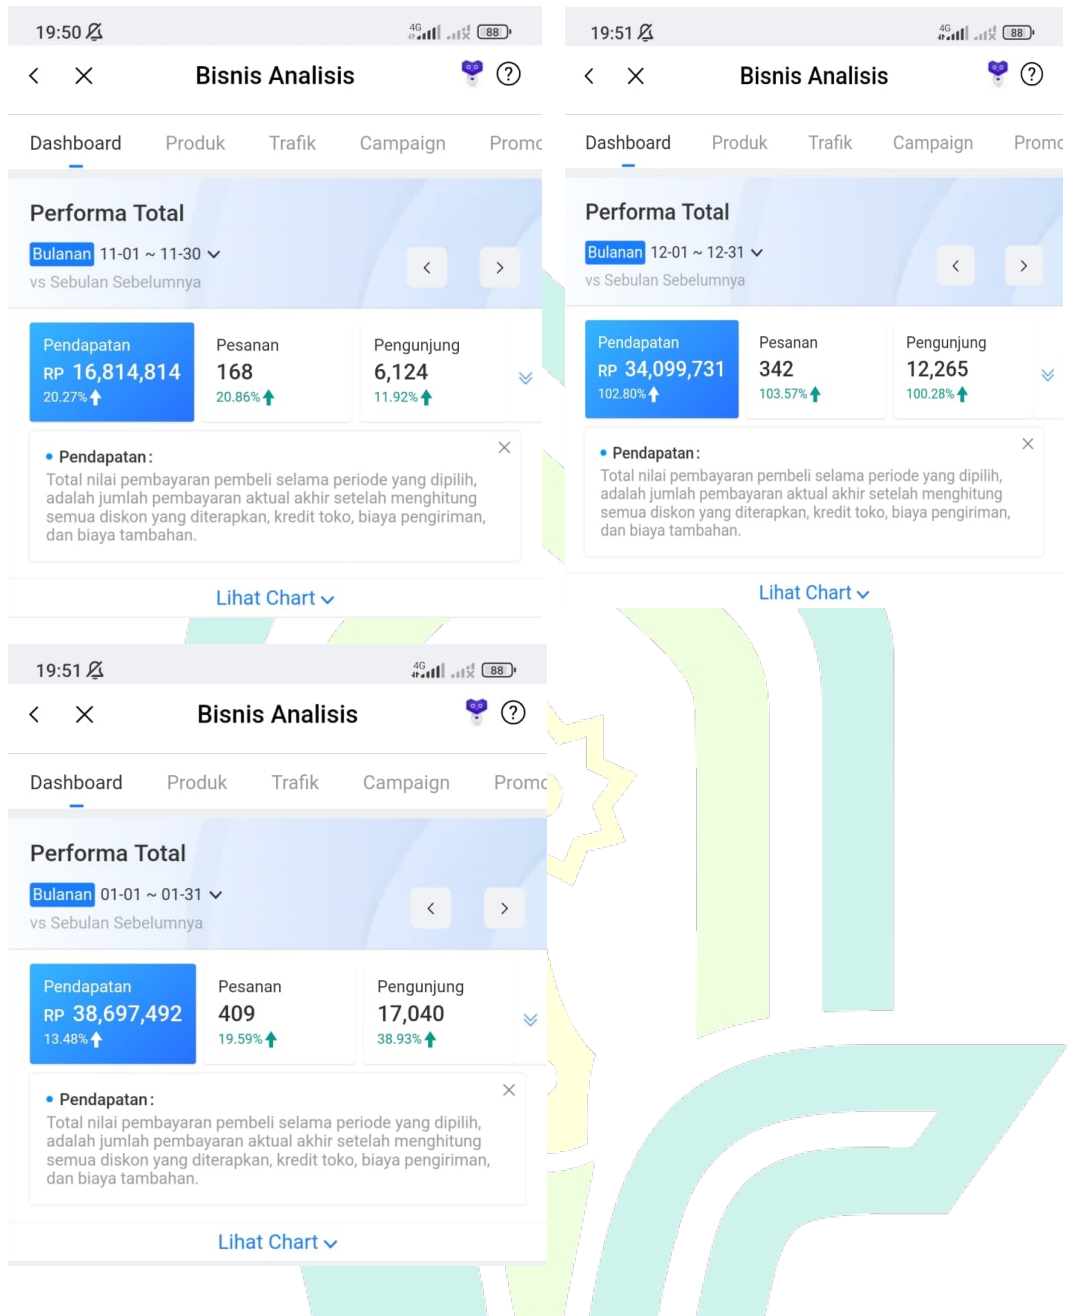 19:50
4G
88
Bisnis Analisis
Dashboard Produk Trafik Campaign Promo
Performa Total
Bulanan 11-01 ~ 11-30
vs Sebulan Sebelumnya
Pendapatan
RP 16,814,814
20.27%
Pesanan
168
20.86%
Pengunjung
6,124
11.92%
Pendapatan:
Total nilai pembayaran pembeli selama periode yang dipilih,
adalah jumlah pembayaran aktual akhir setelah menghitung
semua diskon yang diterapkan, kredit toko, biaya pengiriman,
dan biaya tambahan.
Lihat Chart
19:51
4G
88
Bisnis Analisis
Dashboard Produk Trafik Campaign Promo
Performa Total
Bulanan 12-01 ~ 12-31
vs Sebulan Sebelumnya
Pendapatan
RP 34,099,731
102.80%
Pesanan
342
103.57%
Pengunjung
12,265
100.28%
Pendapatan:
Total nilai pembayaran pembeli selama periode yang dipilih,
adalah jumlah pembayaran aktual akhir setelah menghitung
semua diskon yang diterapkan, kredit toko, biaya pengiriman,
dan biaya tambahan.
Lihat Chart
19:51
4G
88
Bisnis Analisis
Dashboard Produk Trafik Campaign Promo
Performa Total
Bulanan 01-01 ~ 01-31
vs Sebulan Sebelumnya
Pendapatan
RP 38,697,492
13.48%
Pesanan
409
19.59%
Pengunjung
17,040
38.93%
Pendapatan:
Total nilai pembayaran pembeli selama periode yang dipilih,
adalah jumlah pembayaran aktual akhir setelah menghitung
semua diskon yang diterapkan, kredit toko, biaya pengiriman,
dan biaya tambahan.
Lihat Chart